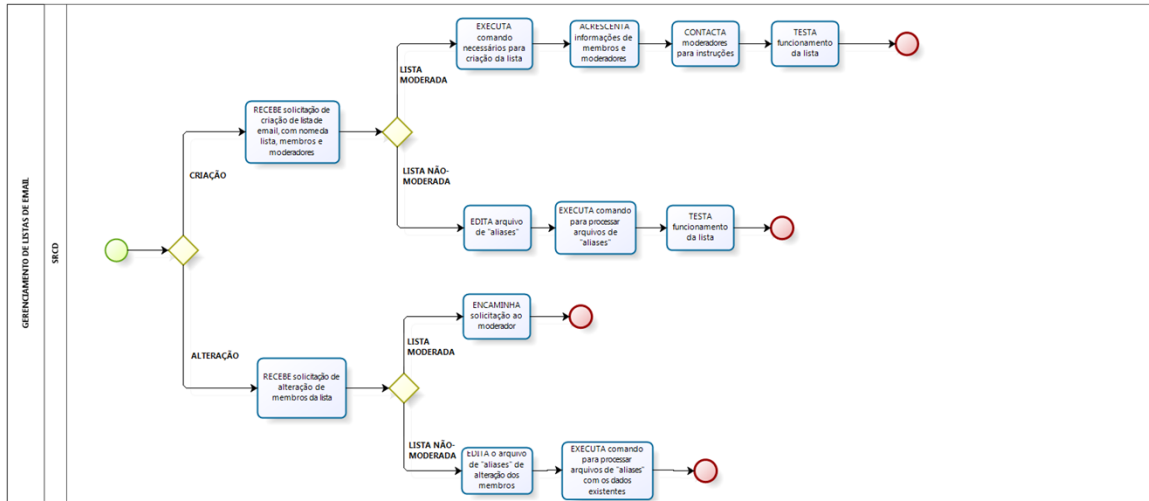 GERENCIAMENTO DE LISTAS DE EMAIL
SRCD
CRIAÇÃO
RECEBE solicitação de
criação de lista de
email, com nome da
lista, membros e
moderadores
LISTA
MODERADA
EXECUTA
comando
necessários para
criação da lista
ACRESCENTA
informações de
membros e
moderadores
CONTACTA
moderadores
para instruções
TESTA
funcionamento
da lista
LISTA NÃO-
MODERADA
EDITA arquivo
de "aliases"
EXECUTA comando
para processar
arquivos de
"aliases"
TESTA
funcionamento
da lista
ALTERAÇÃO
RECEBE solicitação de
alteração de
membros da lista
LISTA
MODERADA
ENCAMINHA
solicitação ao
moderador
LISTA NÃO-
MODERADA
EDITA o arquivo
de "aliases" de
alteração dos
membros
EXECUTA comando
para processar
arquivos de "aliases"
com os dados
existentes